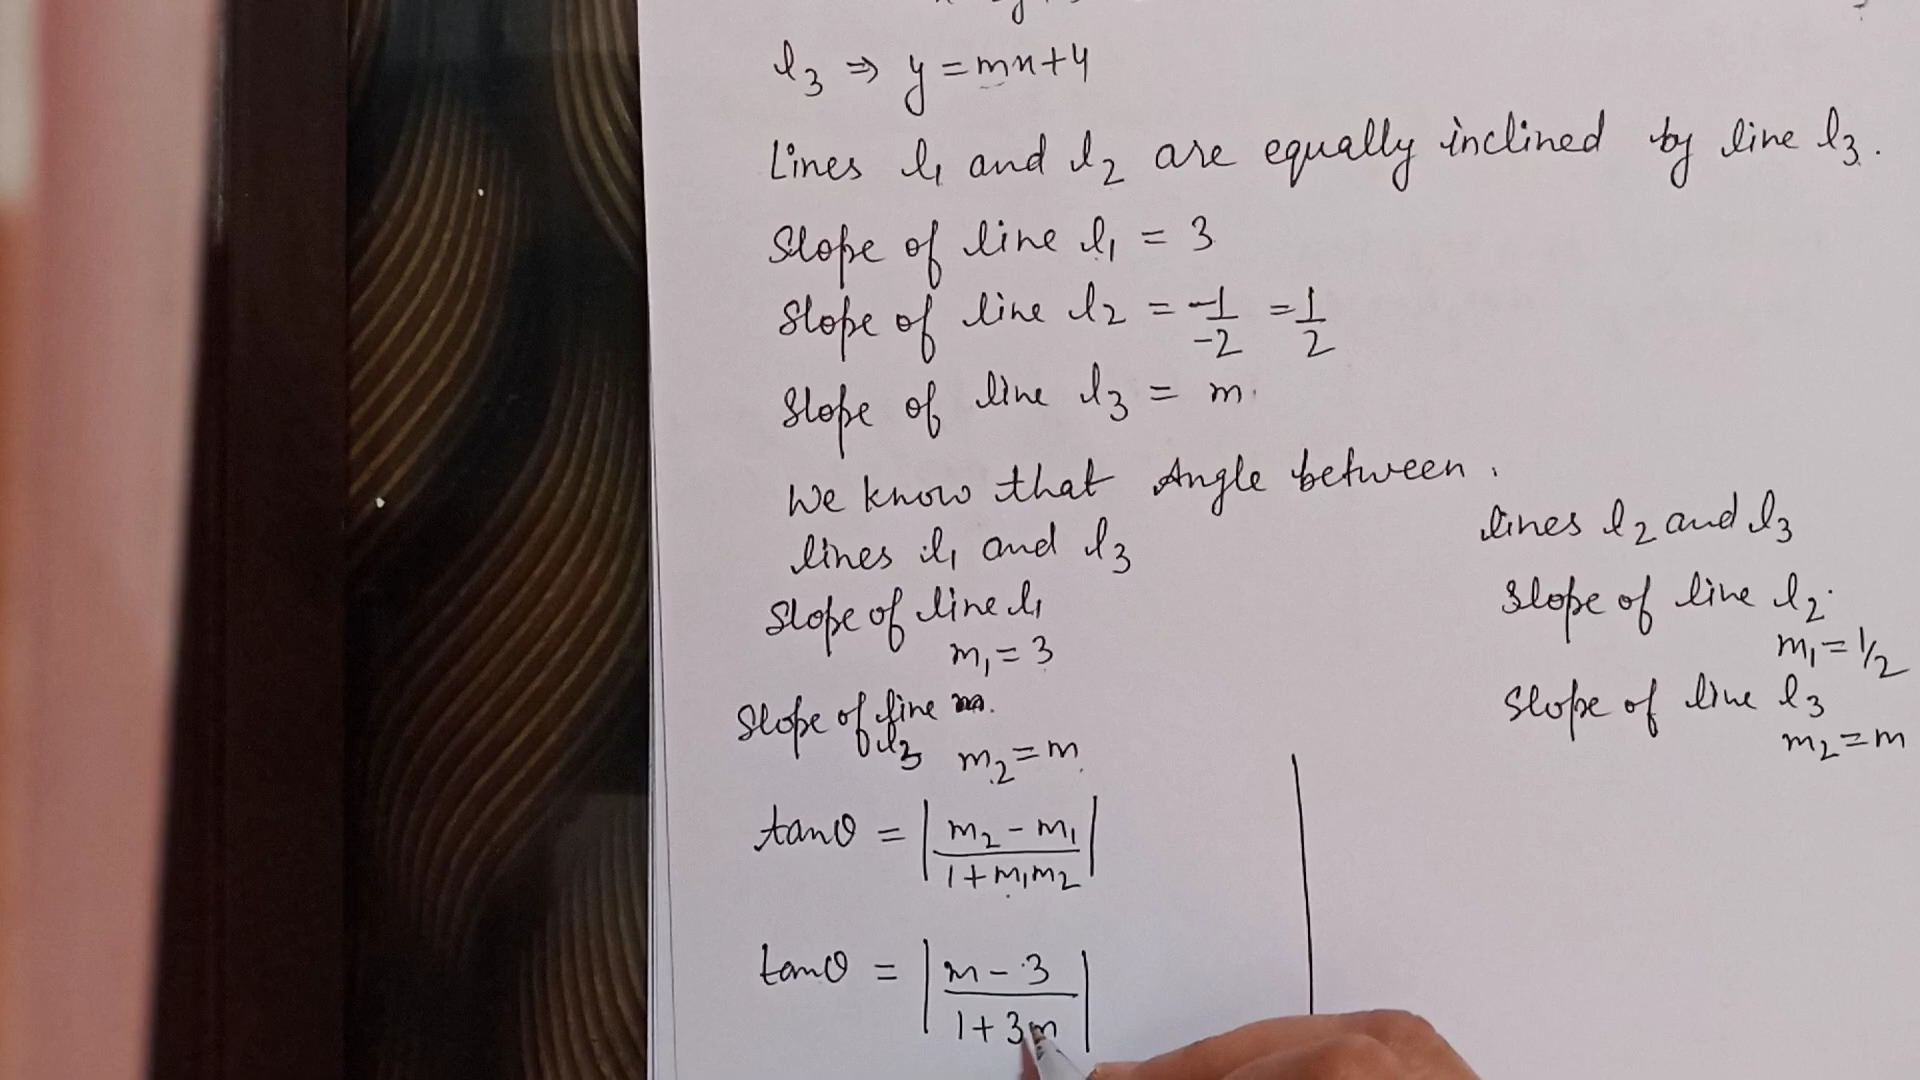 l3 ⇒ y = mx+4
Lines l1 and l2 are equally inclined by line l3.
Slope of line l1 = 3
Slope of line l2 = -1/-2 = 1/2
Slope of line l3 = m.
We know that Angle between.
lines l1 and l3
Slope of line l1
m1 = 3
Slope of line
l3 m2 = m
tanθ = | m2 - m1 / 1 + m1m2 |
tanθ = | m - 3 / 1 + 3m |
lines l2 and l3
Slope of line l2.
m1 = 1/2
Slope of line l3
m2 = m